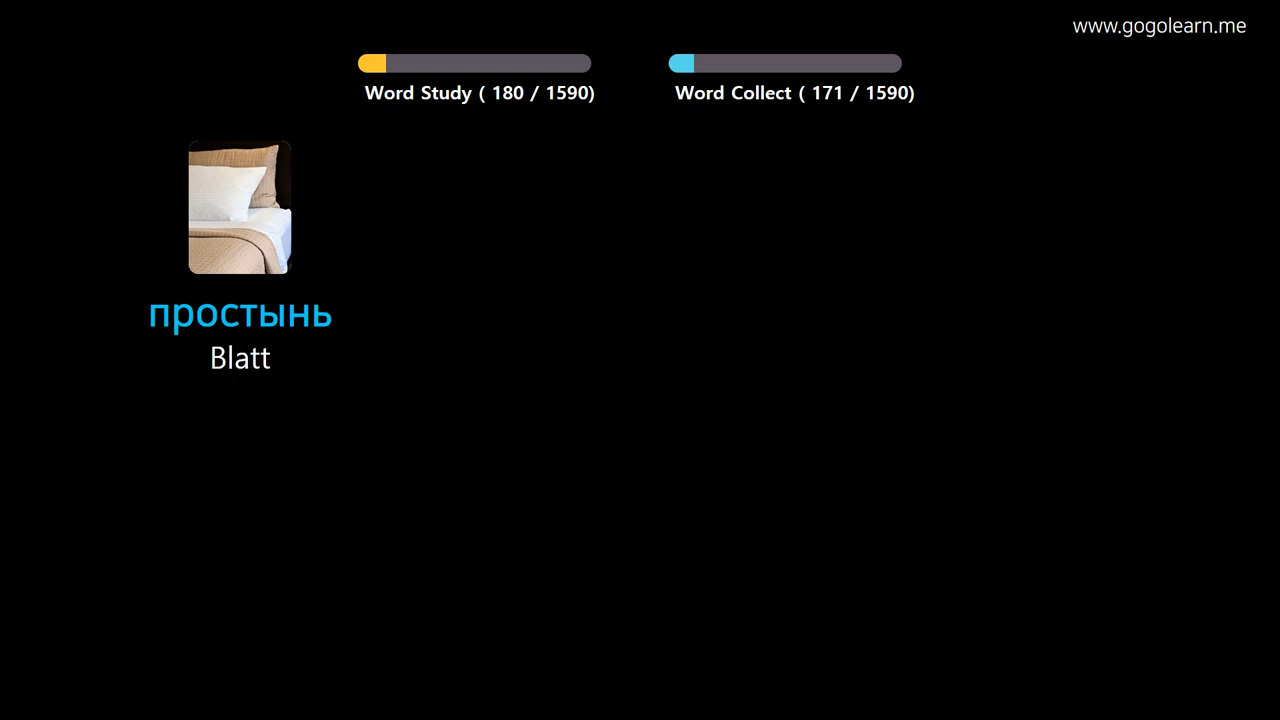 www.gogolearn.me
Word Study ( 180 / 1590)
Word Collect ( 171 / 1590)
простынь
Blatt